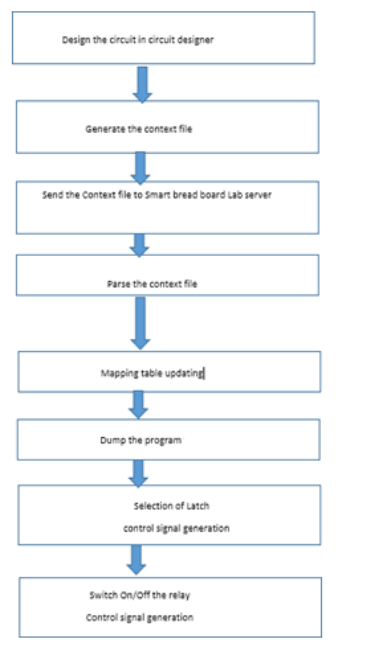 Design the circuit in circuit designer
Generate the context file
Send the Context file to Smart bread board Lab server
Parse the context file
Mapping table updating
Dump the program
Selection of Latch
control signal generation
Switch On/Off the relay
Control signal generation